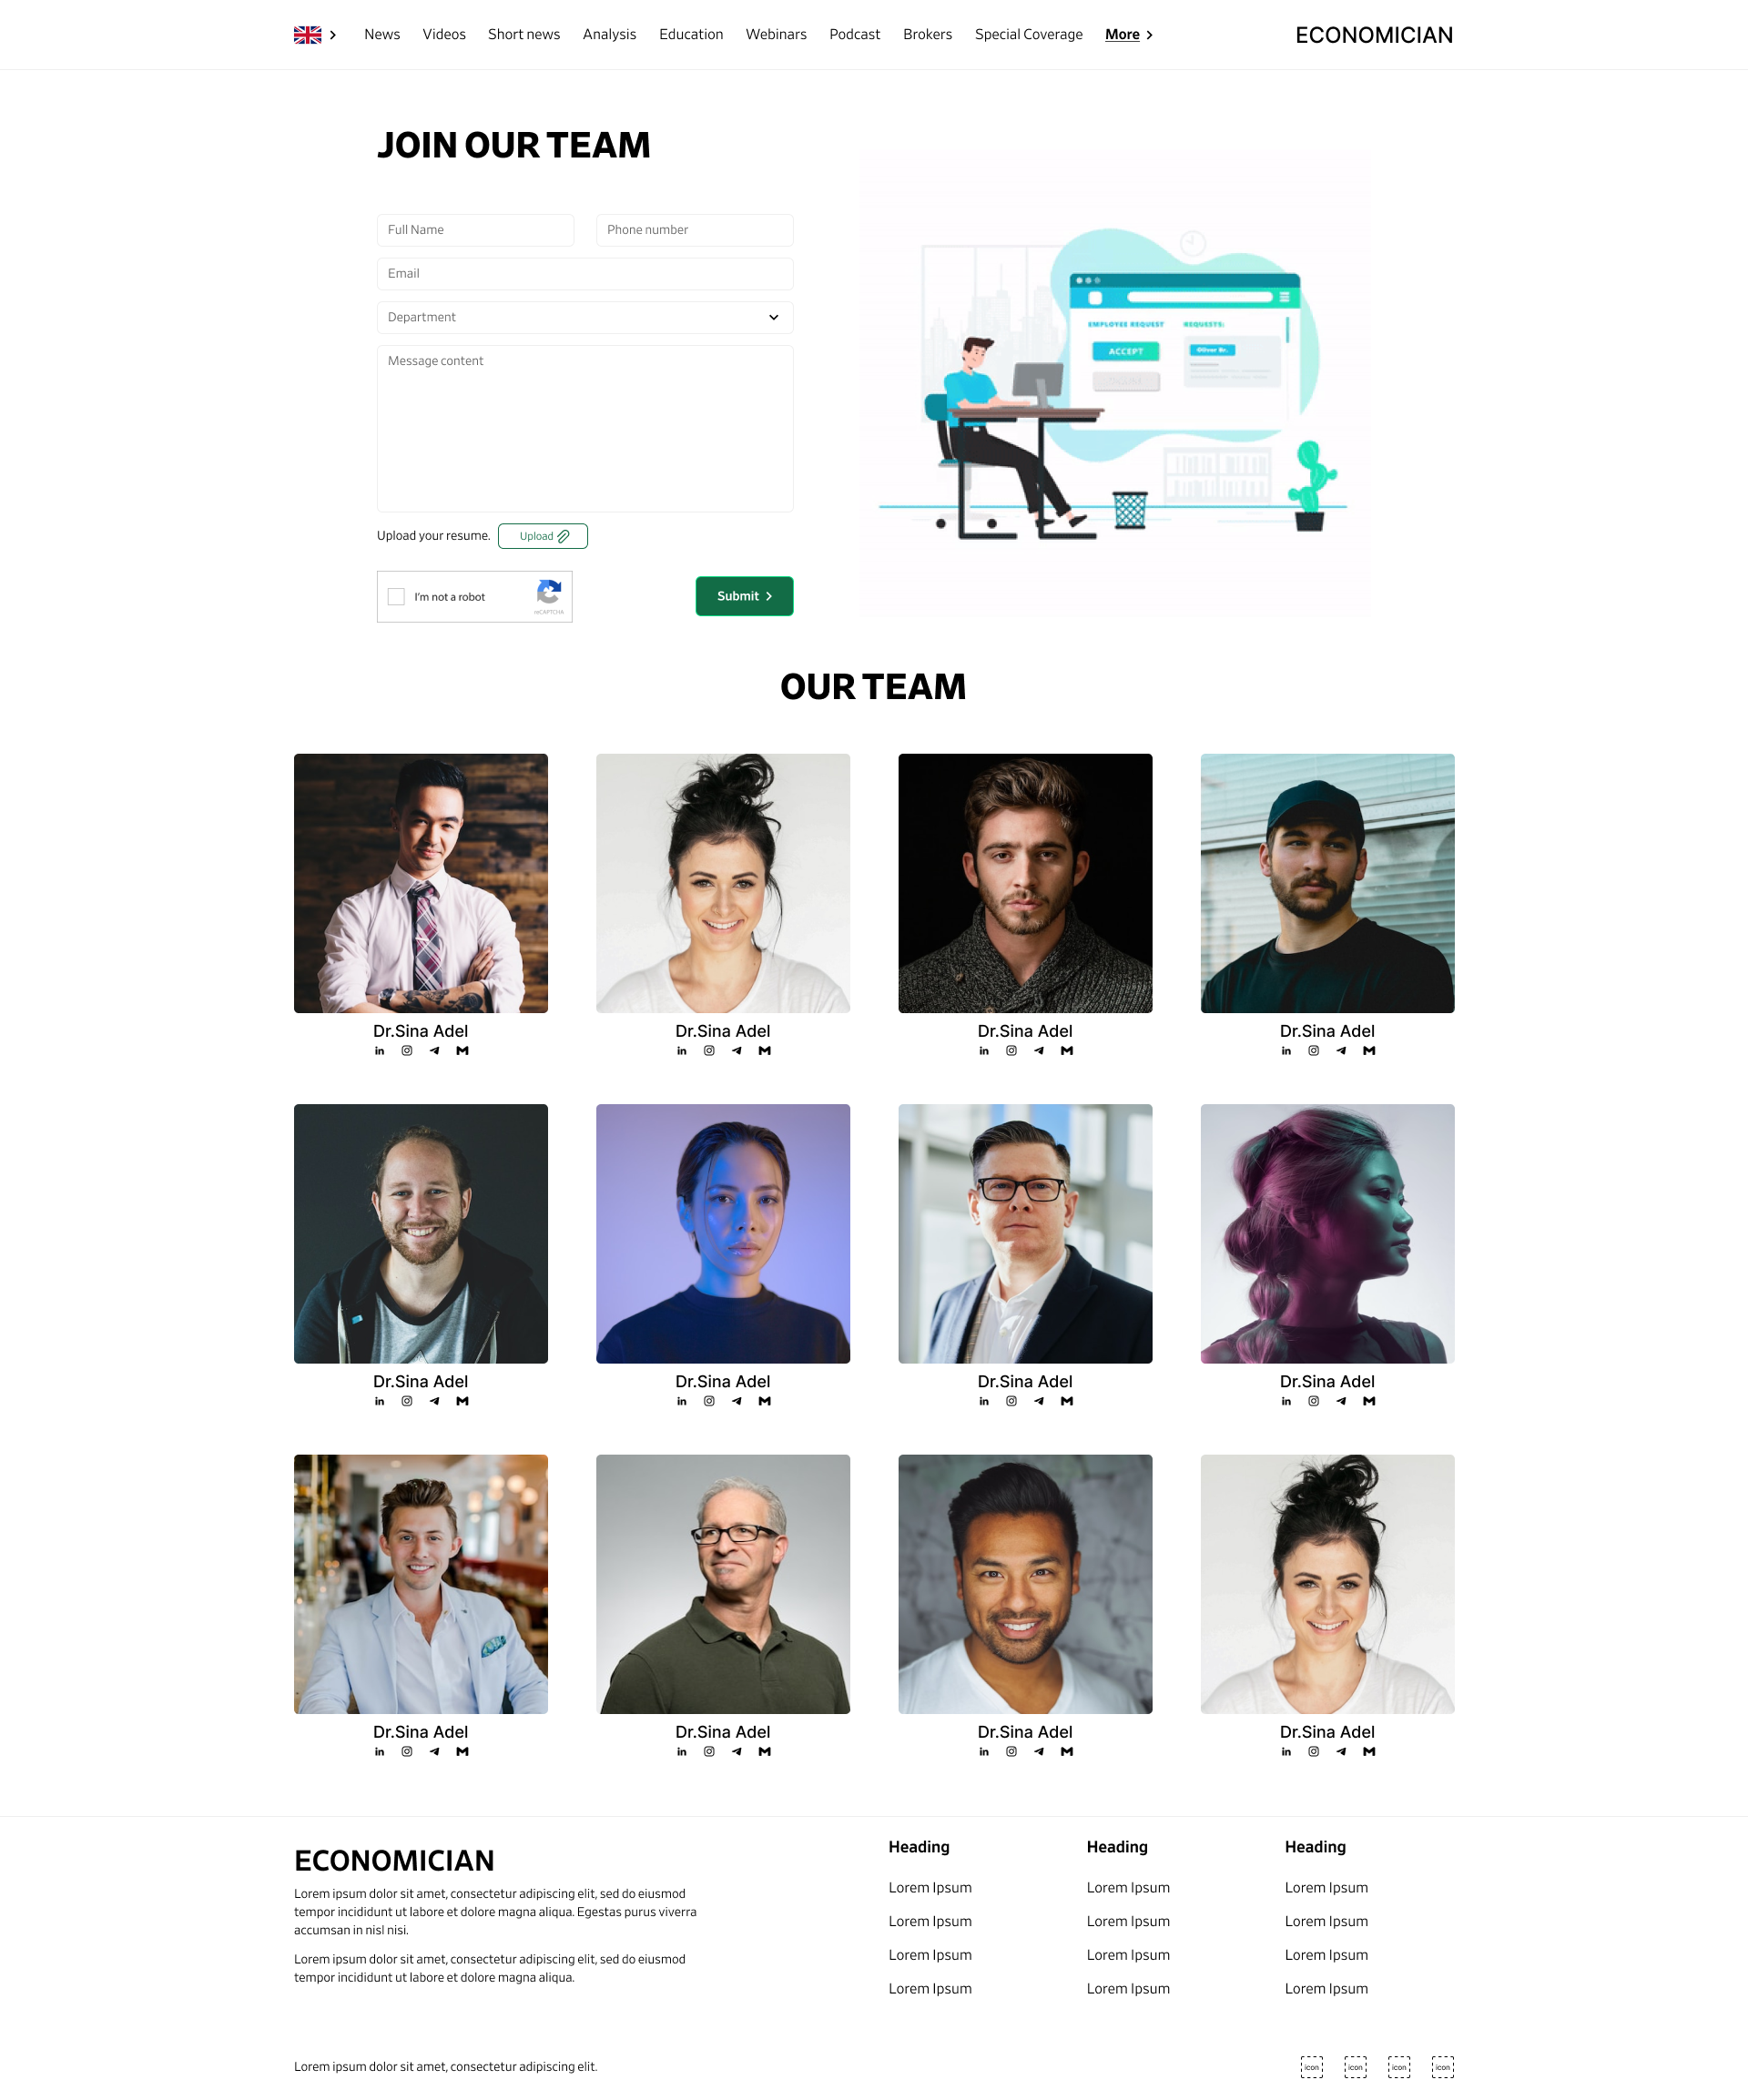 News Videos Short news Analysis Education Webinars Podcast Brokers Special Coverage More ECONOMICIAN
JOIN OUR TEAM
Full Name Phone number
Email
Department
Message content
EMPLOYEE REQUEST REQUESTS:
ACCEPT
Oliver Br.
Upload your resume. Upload
I'm not a robot
reCAPTCHA
Submit
OUR TEAM
Dr.Sina Adel Dr.Sina Adel Dr.Sina Adel Dr.Sina Adel
Dr.Sina Adel Dr.Sina Adel Dr.Sina Adel Dr.Sina Adel
Dr.Sina Adel Dr.Sina Adel Dr.Sina Adel Dr.Sina Adel
ECONOMICIAN
Lorem ipsum dolor sit amet, consectetur adipiscing elit, sed do eiusmod
tempor incididunt ut labore et dolore magna aliqua. Egestas purus viverra
accumsan in nisl nisi.
Lorem ipsum dolor sit amet, consectetur adipiscing elit, sed do eiusmod
tempor incididunt ut labore et dolore magna aliqua.
Heading Heading Heading
Lorem Ipsum Lorem Ipsum Lorem Ipsum
Lorem Ipsum Lorem Ipsum Lorem Ipsum
Lorem Ipsum Lorem Ipsum Lorem Ipsum
Lorem Ipsum Lorem Ipsum Lorem Ipsum
Lorem ipsum dolor sit amet, consectetur adipiscing elit.
icon icon icon icon